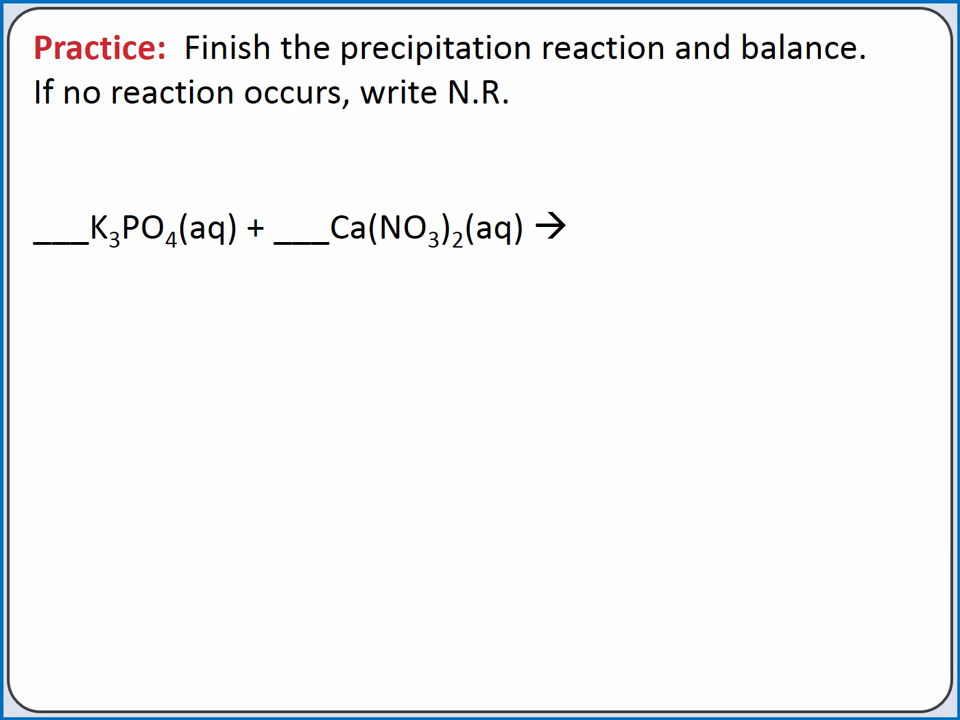 Practice: Finish the precipitation reaction and balance.
If no reaction occurs, write N.R.
___K₃PO₄(aq) + ___Ca(NO₃)₂(aq) →